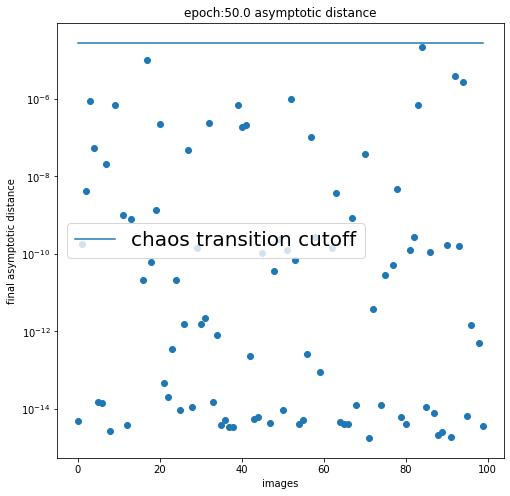 epoch:50.0 asymptotic distance
final asymptotic distance
10⁻⁶
10⁻⁸
10⁻¹⁰
10⁻¹²
10⁻¹⁴
chaos transition cutoff
0 20 40 60 80 100
images